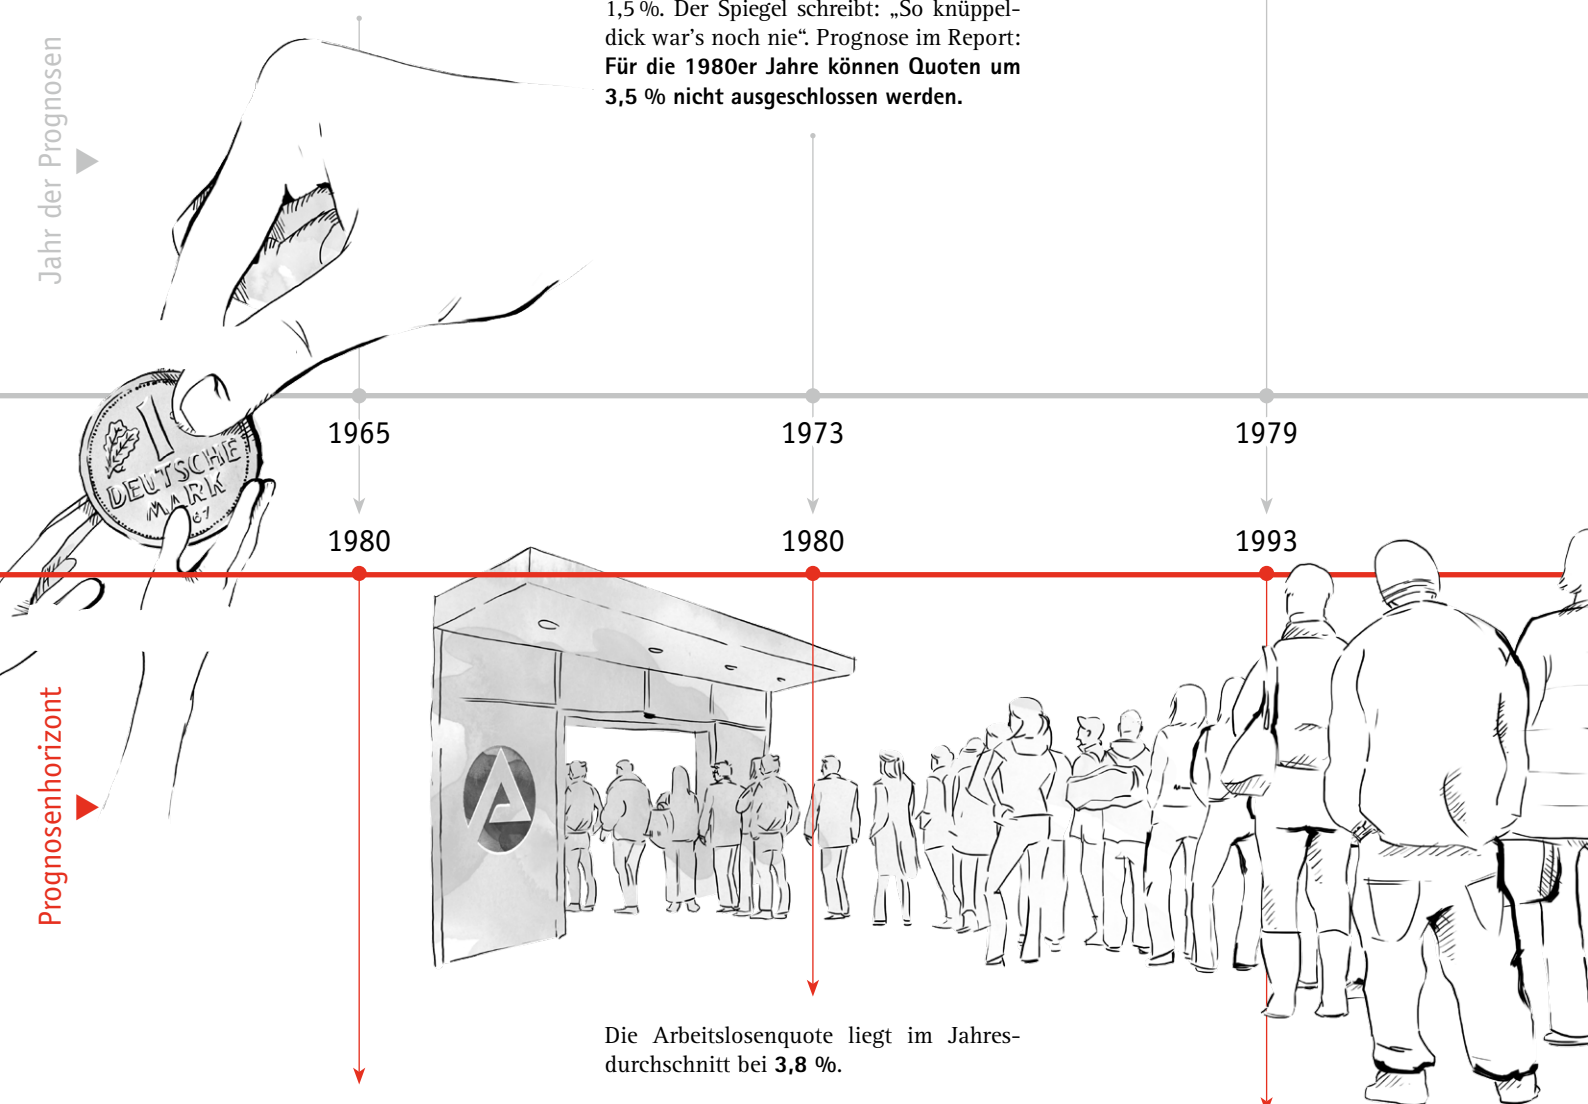 1,5 %. Der Spiegel schreibt: „So knüppel-
dick war’s noch nie“. Prognose im Report:
Für die 1980er Jahre können Quoten um
3,5 % nicht ausgeschlossen werden.
Jahr der Prognosen
1965
1973
1979
1 
DEUTSCHE
MARK
67
1980
1980
1993
Prognosenhorizont
Die Arbeitslosenquote liegt im Jahres-
durchschnitt bei 3,8 %.